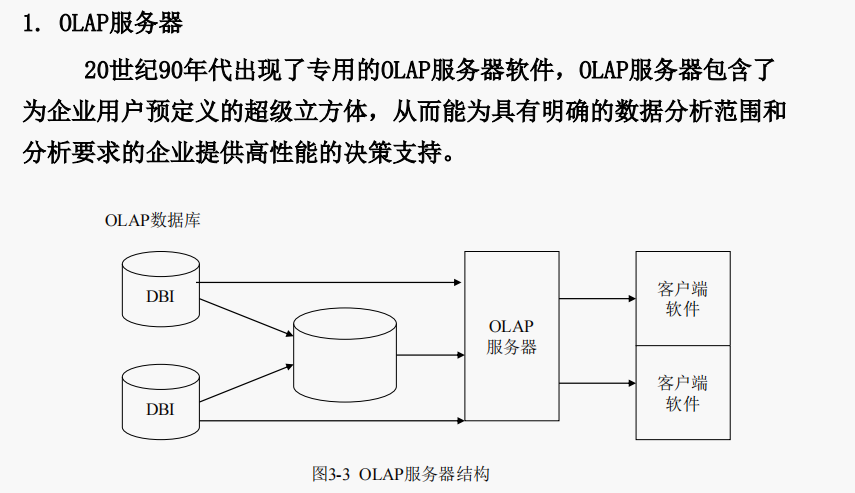 1. OLAP服务器
20世纪90年代出现了专用的OLAP服务器软件，OLAP服务器包含了
为企业用户预定义的超级立方体，从而能为具有明确的数据分析范围和
分析要求的企业提供高性能的决策支持。
OLAP数据库
DBI
DBI
OLAP
服务器
客户端
软件
客户端
软件
图3-3 OLAP服务器结构